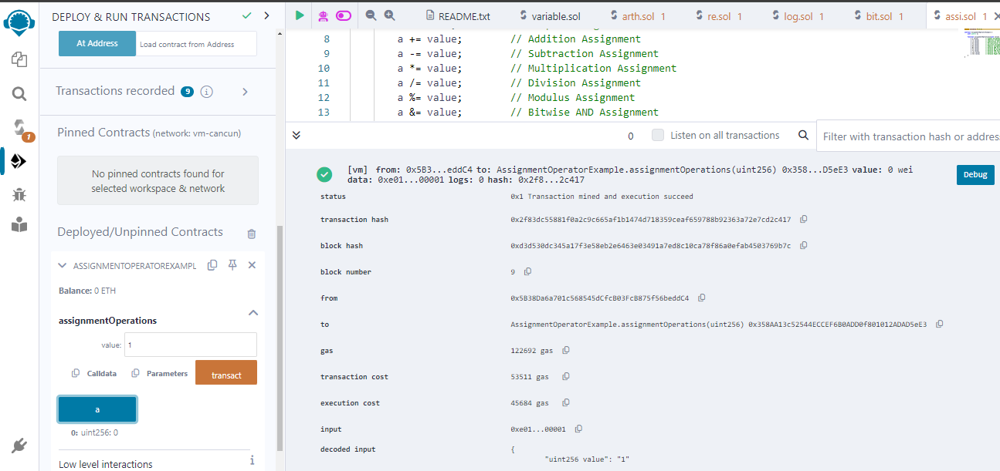 DEPLOY & RUN TRANSACTIONS
At Address
Load contract from Address
Transactions recorded 9 i
Pinned Contracts (network: vm-cancun)
No pinned contracts found for
selected workspace & network
Deployed/Unpinned Contracts
ASSIGNMENTOPERATOREXAMPL
Balance: 0 ETH
assignmentOperations
value: 1
Calldata Parameters transact
a
0: uint256: 0
Low level interactions i
1
README.txt variable.sol arth.sol 1 re.sol 1 log.sol 1 bit.sol 1 assi.sol 1
8 a += value; // Addition Assignment
9 a -= value; // Subtraction Assignment
10 a *= value; // Multiplication Assignment
11 a /= value; // Division Assignment
12 a %= value; // Modulus Assignment
13 a &= value; // Bitwise AND Assignment
0 Listen on all transactions Filter with transaction hash or addres
[vm] from: 0x5B3...eddC4 to: AssignmentOperatorExample.assignmentOperations(uint256) 0x358...D5eE3 value: 0 wei
data: 0xe01...00001 logs: 0 hash: 0x2f8...2c417
Debug
status 0x1 Transaction mined and execution succeed
transaction hash 0x2f83dc55881f0a2c9c665af1b1474d718359ceaf659788b92363a72e7cd2c417
block hash 0xd3d530dc345a17f3e58eb2e6463e03491a7ed8c10ca78f86a0efab4503769b7c
block number 9
from 0x5B38Da6a701c568545dCfcB03FcB875f56beddC4
to AssignmentOperatorExample.assignmentOperations(uint256) 0x358AA13c52544ECCEF6B0ADD0f801012ADAD5eE3
gas 122692 gas
transaction cost 53511 gas
execution cost 45684 gas
input 0xe01...00001
decoded input {
"uint256 value": "1"